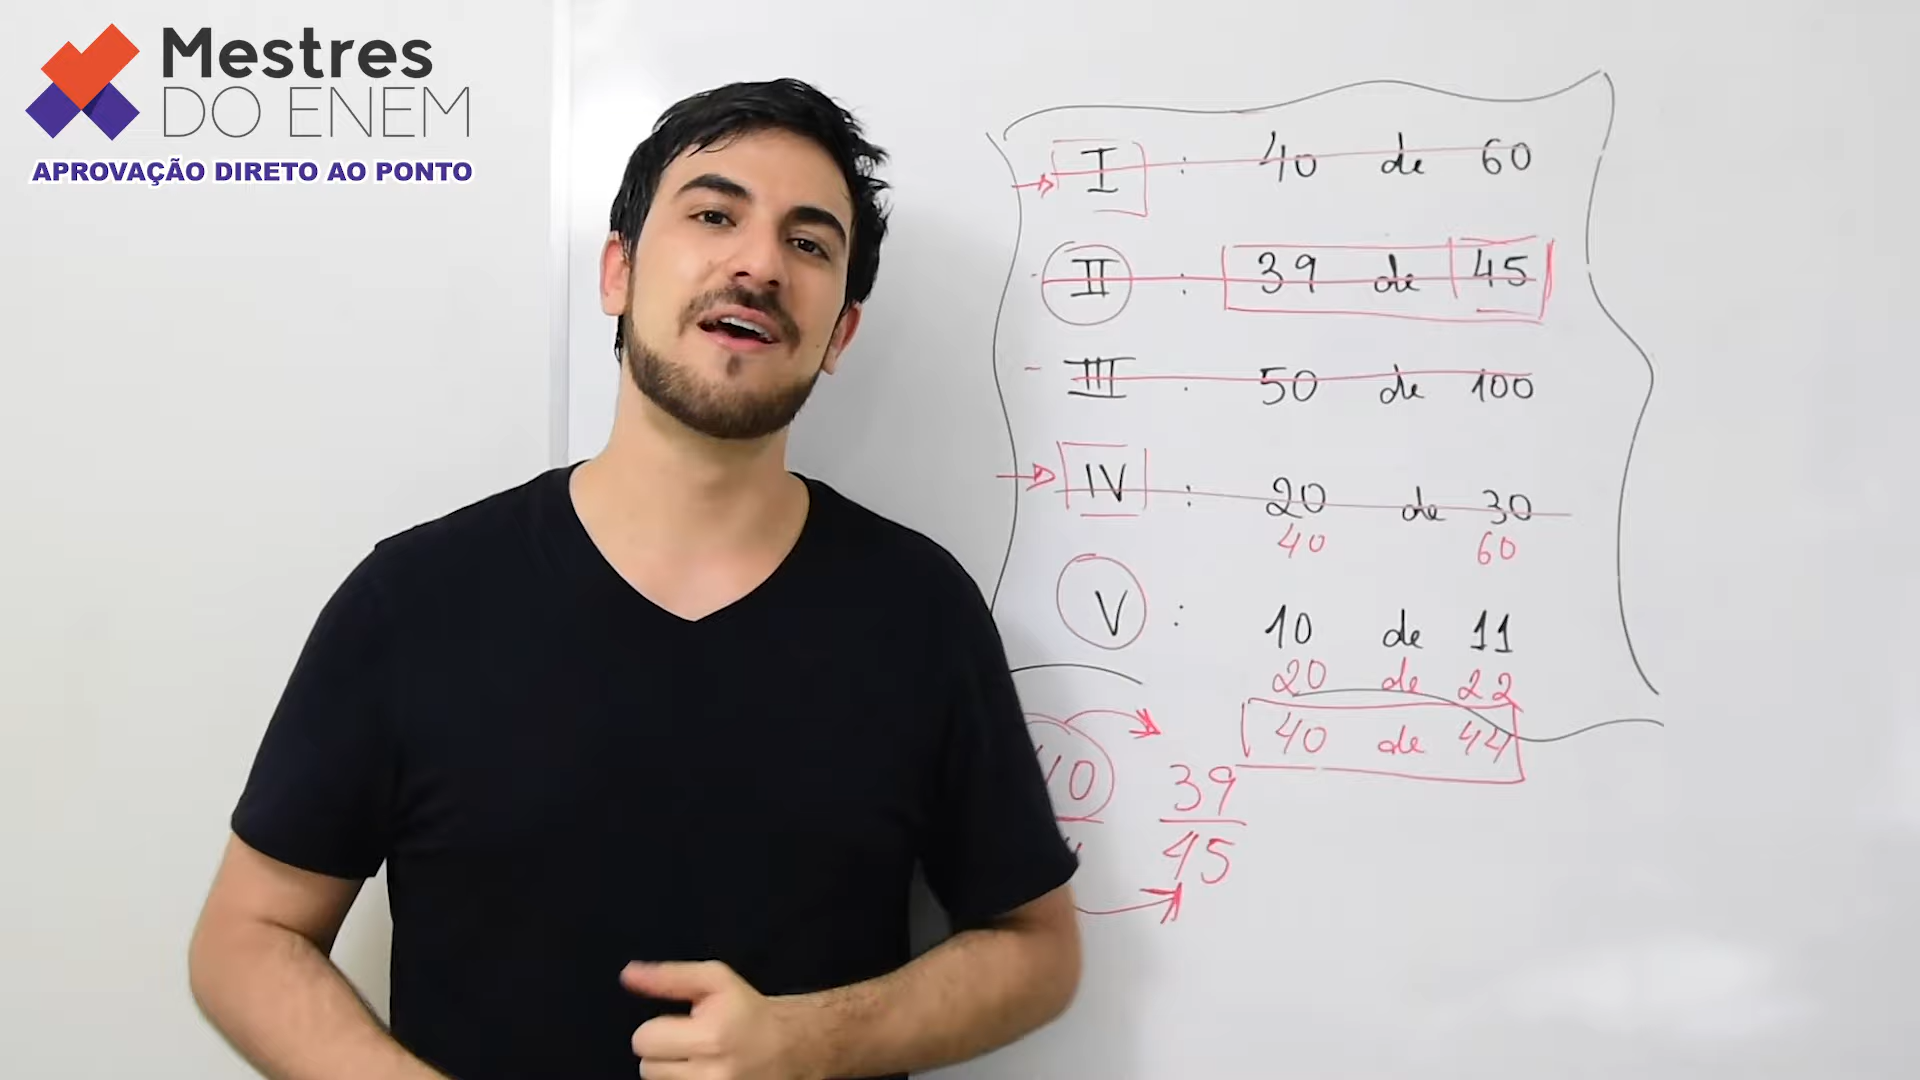 Mestres
DO ENEM
APROVAÇÃO DIRETO AO PONTO
I : 40 de 60
II : 39 de 45
III : 50 de 100
IV : 20 de 30
40 60
V : 10 de 11
20 de 22
40 de 44
40 39
45